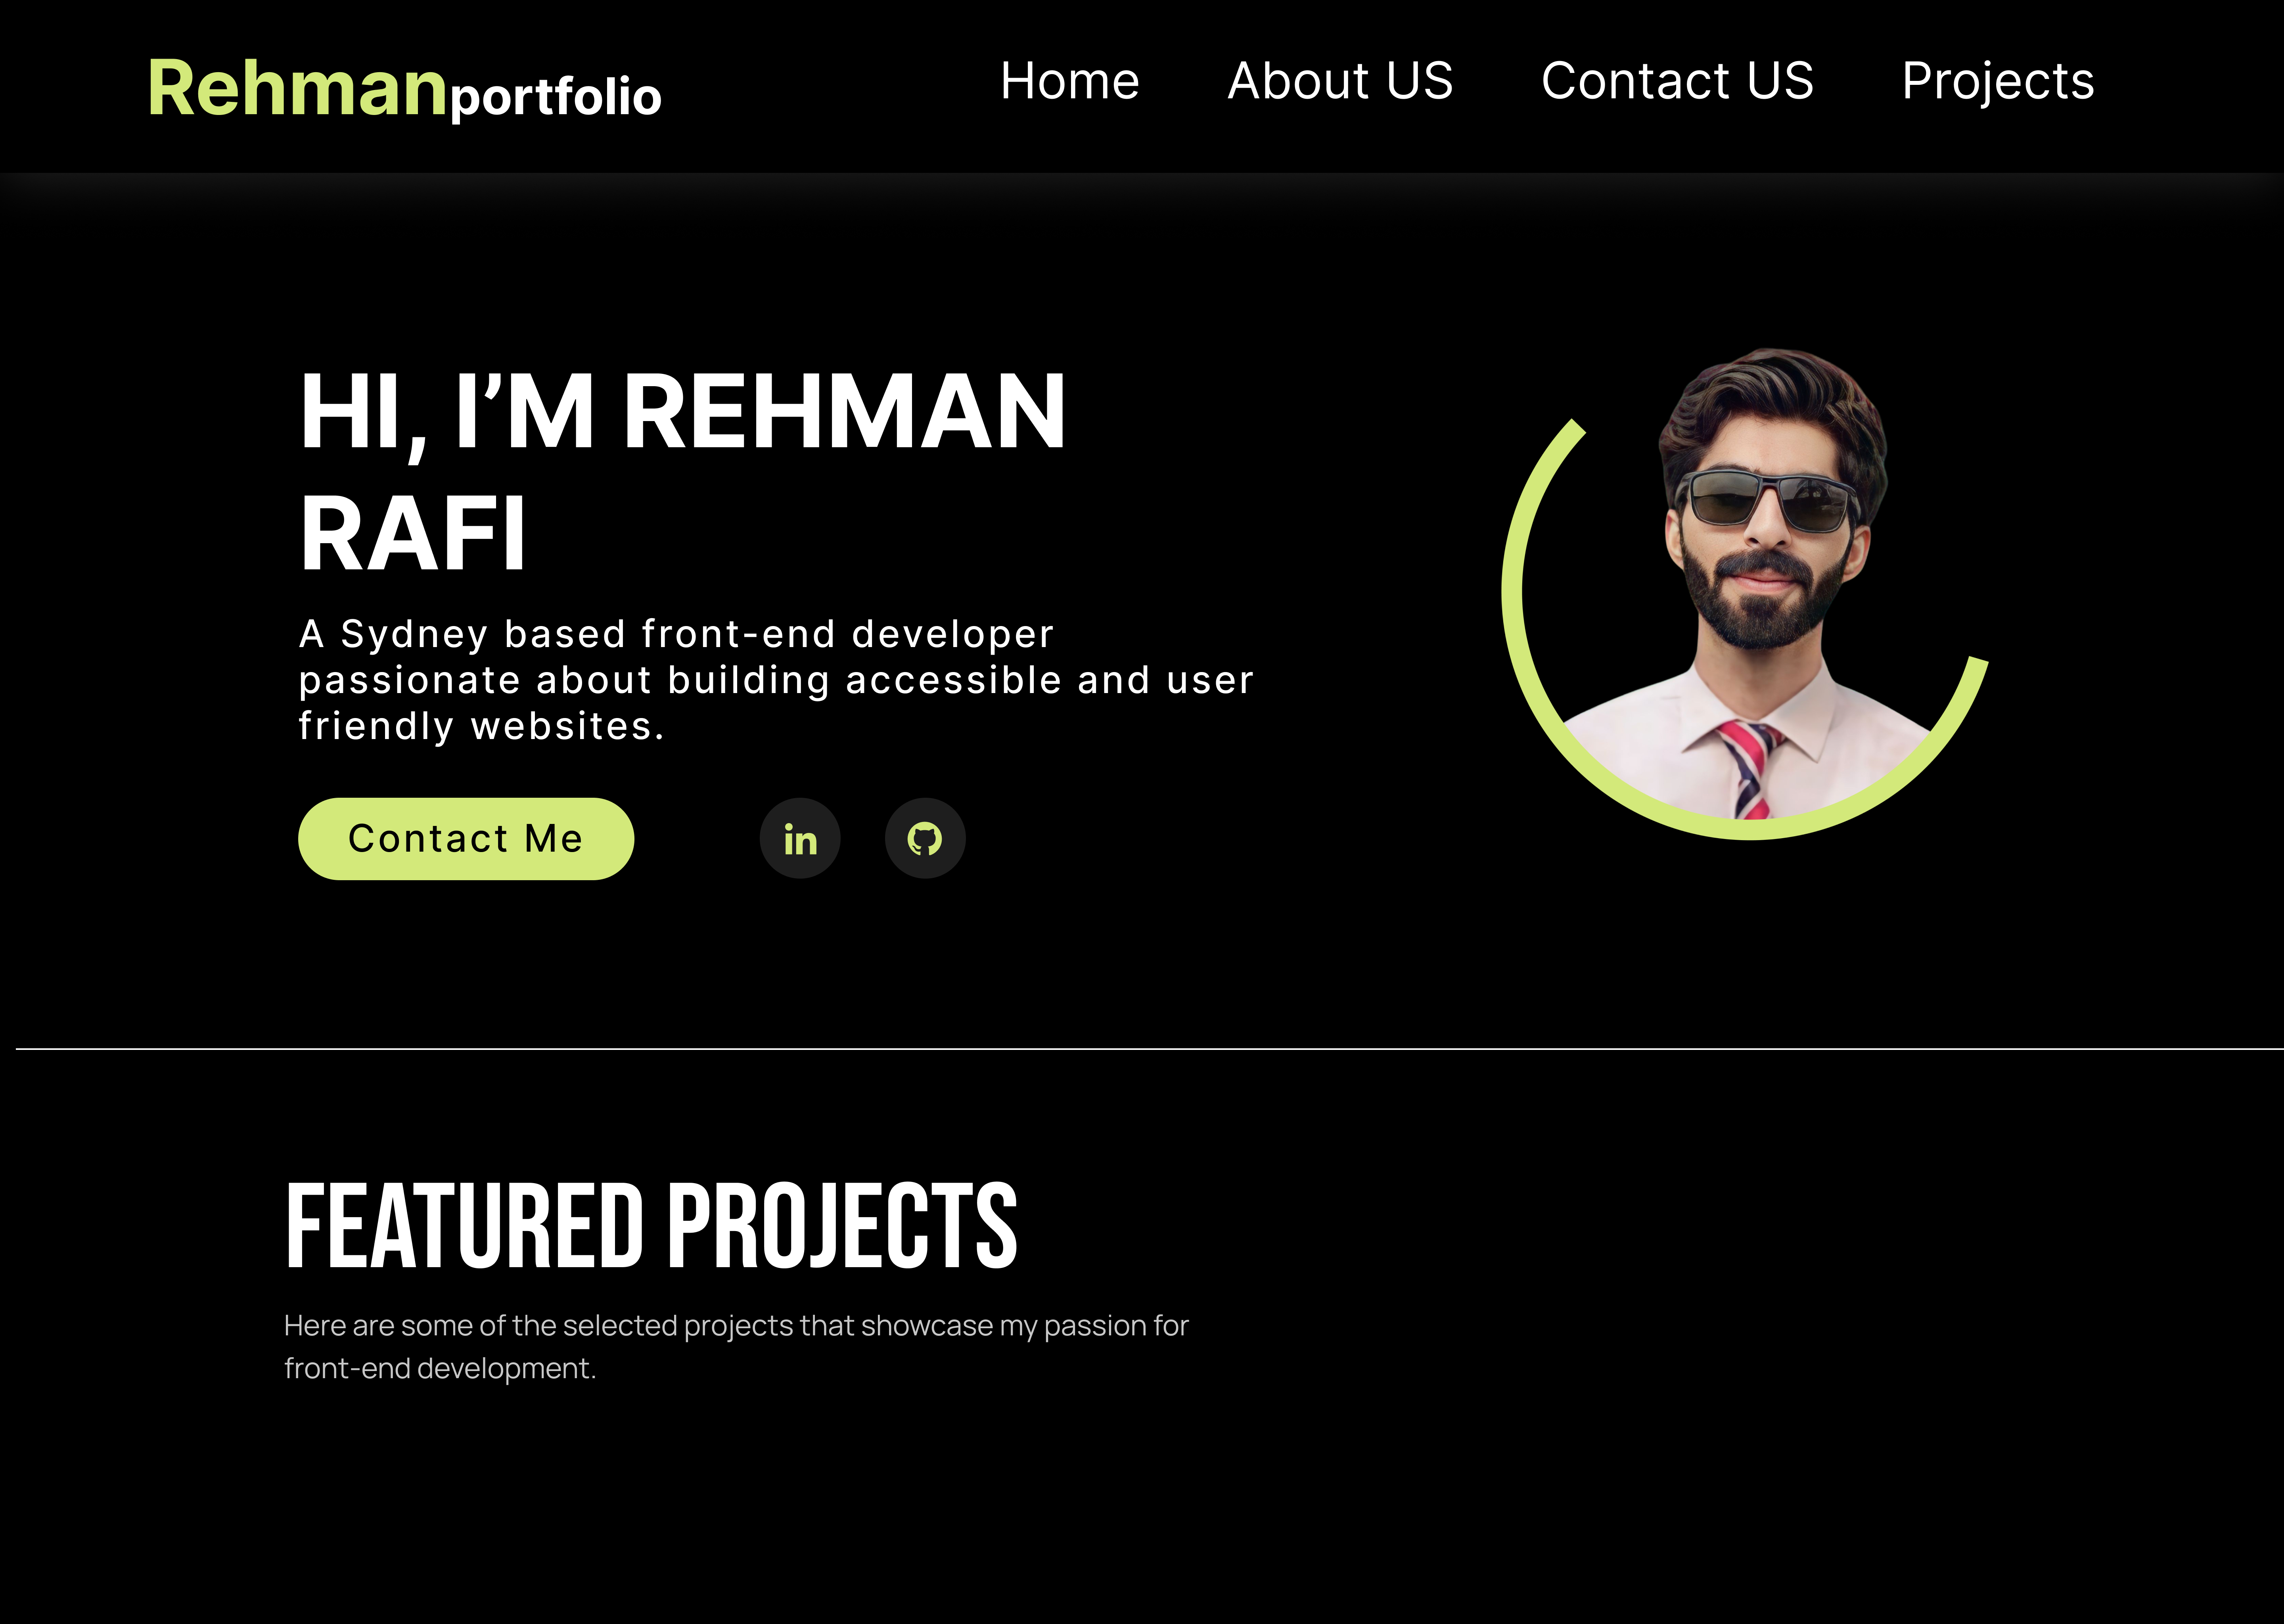 Rehmanportfolio
Home About US Contact US Projects
HI, I’M REHMAN
RAFI
A Sydney based front-end developer
passionate about building accessible and user
friendly websites.
Contact Me
in
FEATURED PROJECTS
Here are some of the selected projects that showcase my passion for
front-end development.